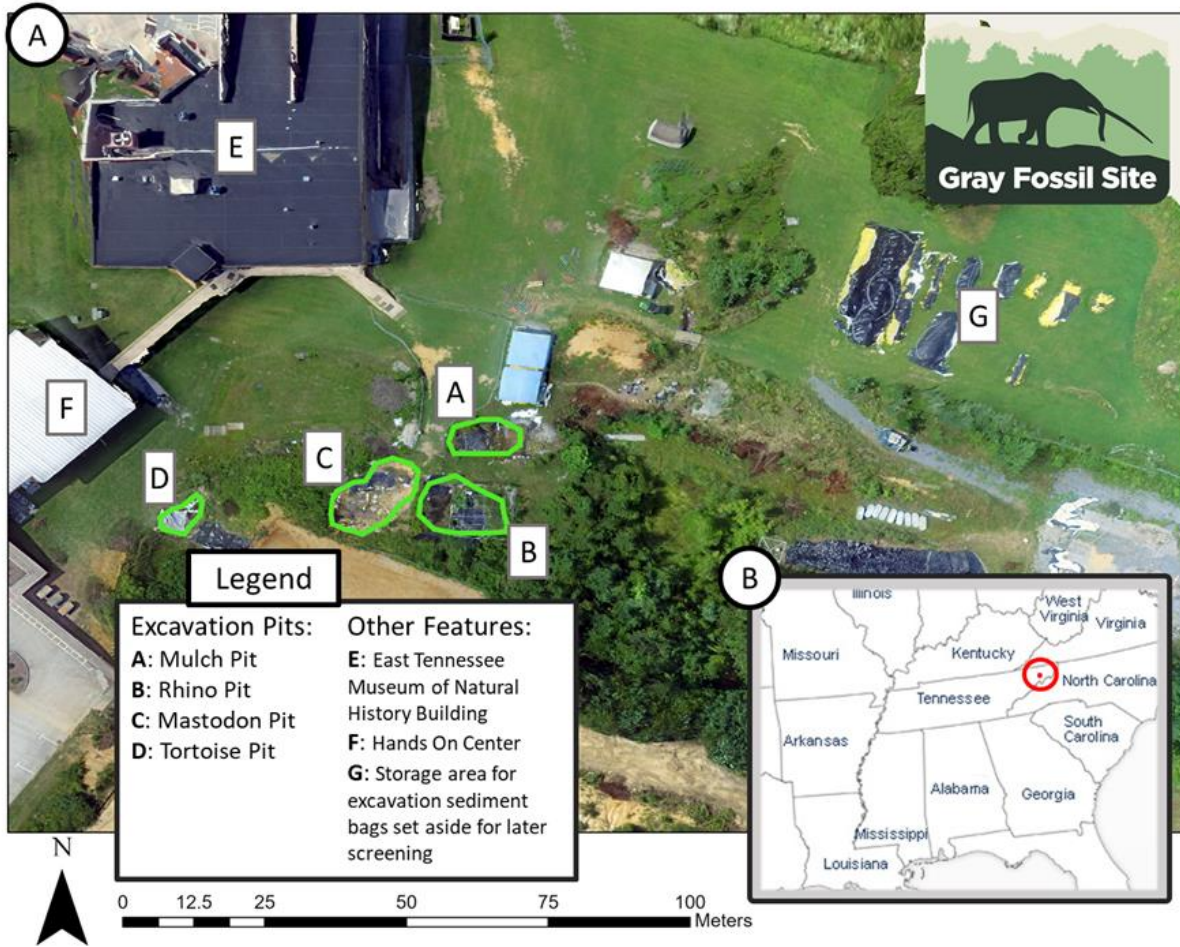 A
E
Gray Fossil Site
G
F
A
C
D
B
Legend
Excavation Pits:
A: Mulch Pit
B: Rhino Pit
C: Mastodon Pit
D: Tortoise Pit
Other Features:
E: East Tennessee
Museum of Natural
History Building
F: Hands On Center
G: Storage area for
excavation sediment
bags set aside for later
screening
B
Illinois
West
Virginia
Virginia
Missouri
Kentucky
North Carolina
Tennessee
South
Carolina
Arkansas
Alabama
Georgia
Mississippi
Louisiana
N
0 12.5 25 50 75 100
Meters